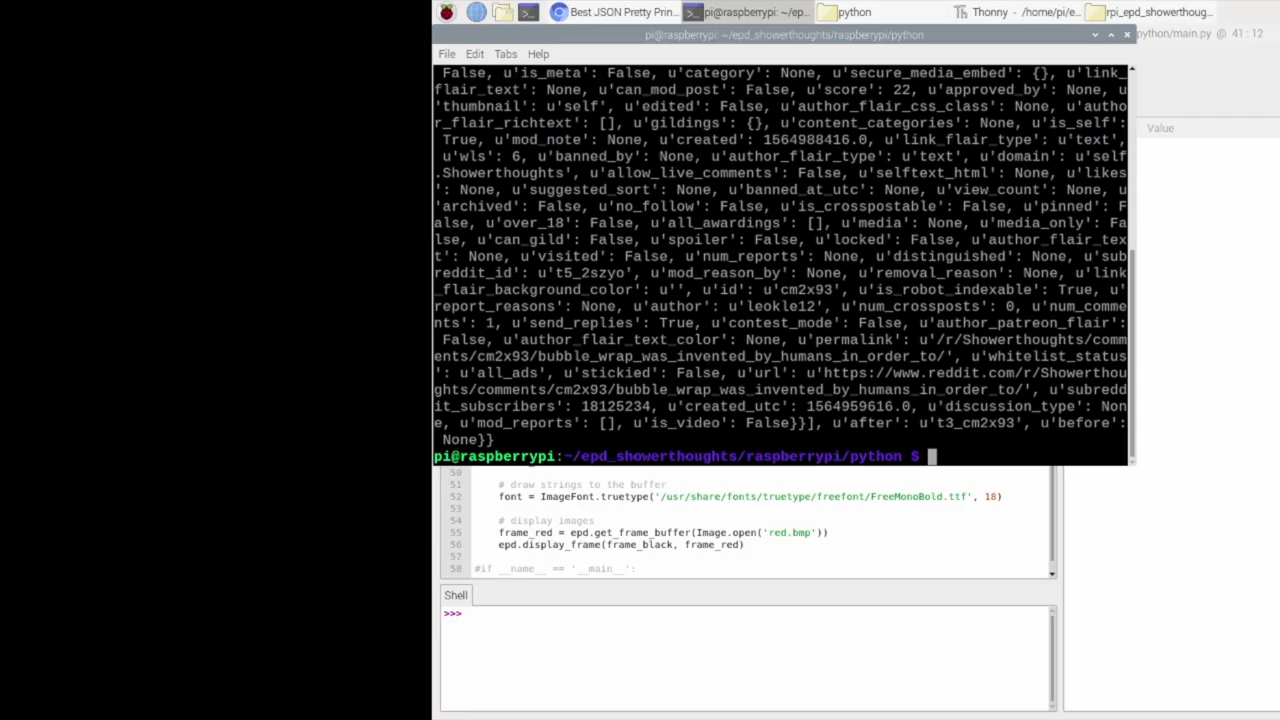 Best JSON Pretty Prin...
pi@raspberrypi: ~/ep...
python
Thonny - /home/pi/e...
rpi_epd_showerthoug...
pi@raspberrypi: ~/epd_showerthoughts/raspberrypi/python
python/main.py @ 41 : 12
File Edit Tabs Help
 False, u'is_meta': False, u'category': None, u'secure_media_embed': {}, u'link_
flair_text': None, u'can_mod_post': False, u'score': 22, u'approved_by': None, u
'thumbnail': u'self', u'edited': False, u'author_flair_css_class': None, u'autho
r_flair_richtext': [], u'gildings': {}, u'content_categories': None, u'is_self':
 True, u'mod_note': None, u'created': 1564988416.0, u'link_flair_type': u'text',
 u'wls': 6, u'banned_by': None, u'author_flair_type': u'text', u'domain': u'self
.Showerthoughts', u'allow_live_comments': False, u'selftext_html': None, u'likes
': None, u'suggested_sort': None, u'banned_at_utc': None, u'view_count': None, u
'archived': False, u'no_follow': False, u'is_crosspostable': False, u'pinned': F
alse, u'over_18': False, u'all_awardings': [], u'media': None, u'media_only': Fa
lse, u'can_gild': False, u'spoiler': False, u'locked': False, u'author_flair_tex
t': None, u'visited': False, u'num_reports': None, u'distinguished': None, u'sub
reddit_id': u't5_2szyo', u'mod_reason_by': None, u'removal_reason': None, u'link
_flair_background_color': u'', u'id': u'cm2x93', u'is_robot_indexable': True, u'
report_reasons': None, u'author': u'leokle12', u'num_crossposts': 0, u'num_comme
nts': 1, u'send_replies': True, u'contest_mode': False, u'author_patreon_flair':
 False, u'author_flair_text_color': None, u'permalink': u'/r/Showerthoughts/comm
ents/cm2x93/bubble_wrap_was_invented_by_humans_in_order_to/', u'whitelist_status
': u'all_ads', u'stickied': False, u'url': u'https://www.reddit.com/r/Showerthou
ghts/comments/cm2x93/bubble_wrap_was_invented_by_humans_in_order_to/', u'subredd
it_subscribers': 18125234, u'created_utc': 1564959616.0, u'discussion_type': Non
e, u'mod_reports': [], u'is_video': False}}], u'after': u't3_cm2x93', u'before':
 None}}
pi@raspberrypi:~/epd_showerthoughts/raspberrypi/python $
Value
50
51 # draw strings to the buffer
52 font = ImageFont.truetype('/usr/share/fonts/truetype/freefont/FreeMonoBold.ttf', 18)
53
54 # display images
55 frame_red = epd.get_frame_buffer(Image.open('red.bmp'))
56 epd.display_frame(frame_black, frame_red)
57
58 #if __name__ == '__main__':
Shell
>>>